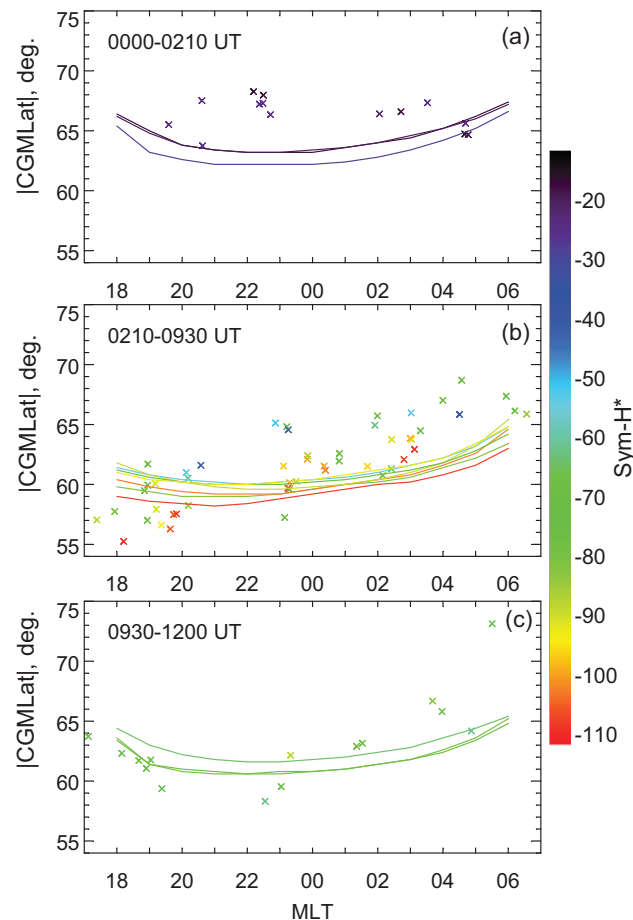 75
70
65
60
55
|CGMLat|, deg.
0000-0210 UT
(a)
18 20 22 00 02 04 06
75
70
65
60
55
|CGMLat|, deg.
0210-0930 UT
(b)
18 20 22 00 02 04 06
75
70
65
60
55
|CGMLat|, deg.
0930-1200 UT
(c)
18 20 22 00 02 04 06
MLT
-20
-30
-40
-50
-60
-70
-80
-90
-100
-110
Sym-H*